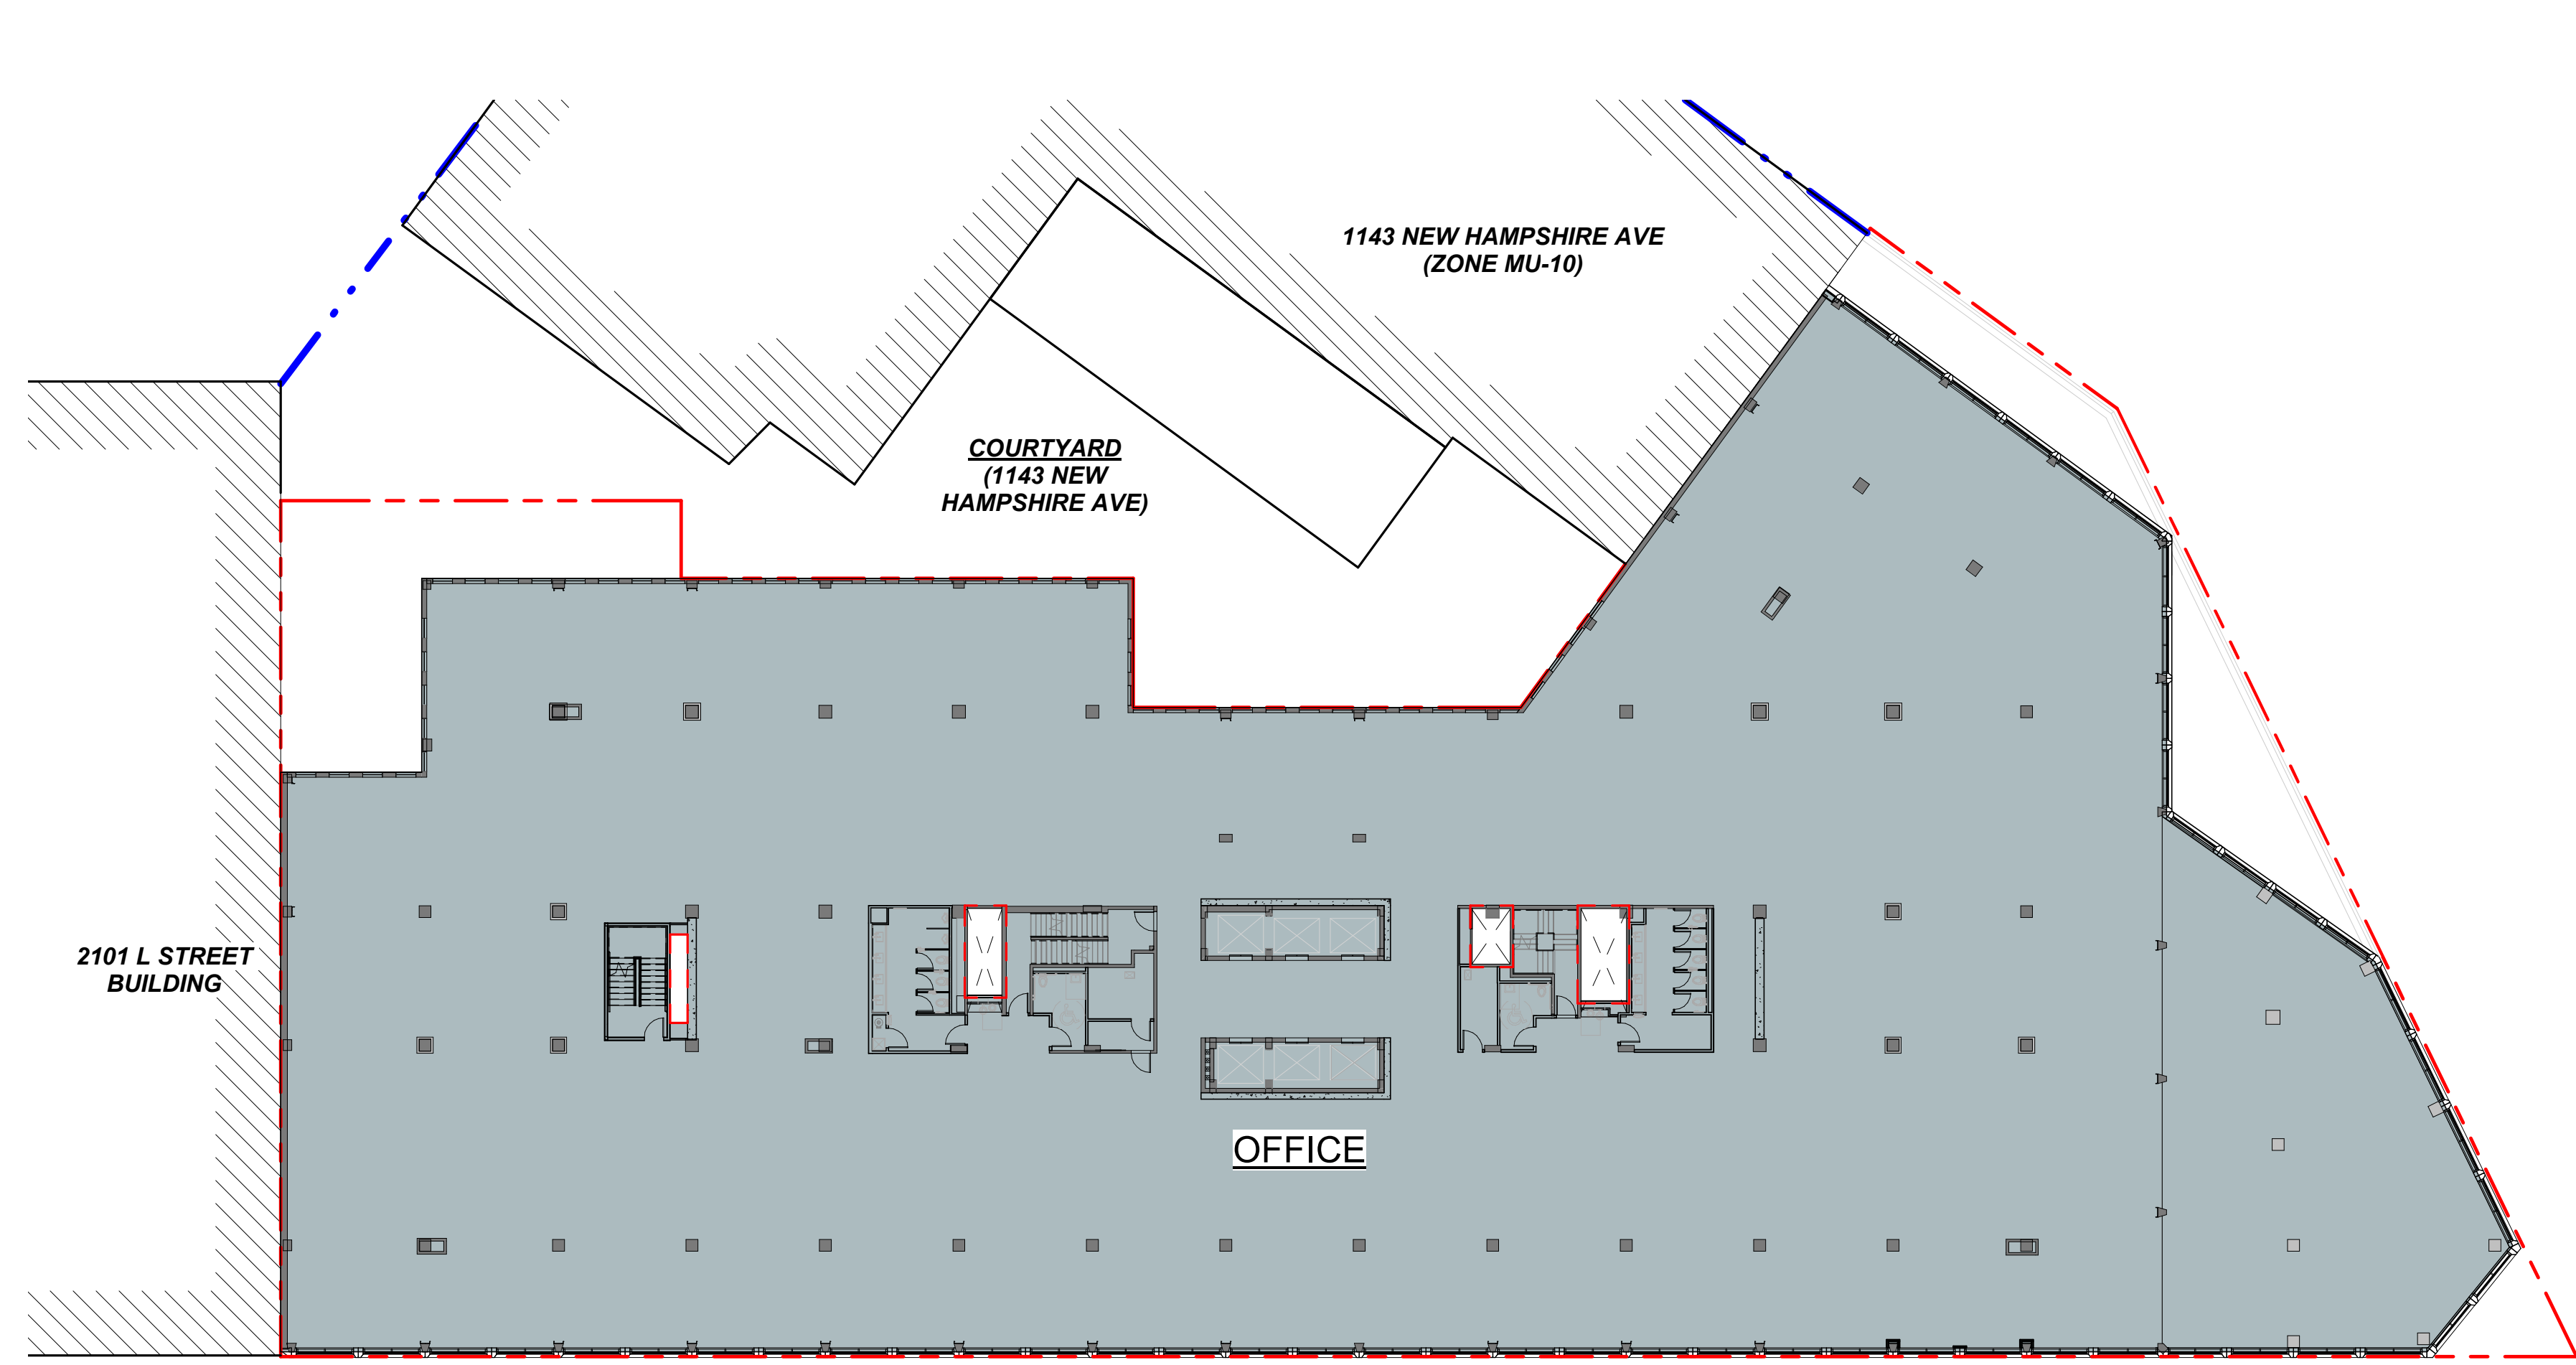 1143 NEW HAMPSHIRE AVE
(ZONE MU-10)
COURTYARD
(1143 NEW
HAMPSHIRE AVE)
2101 L STREET
BUILDING
OFFICE